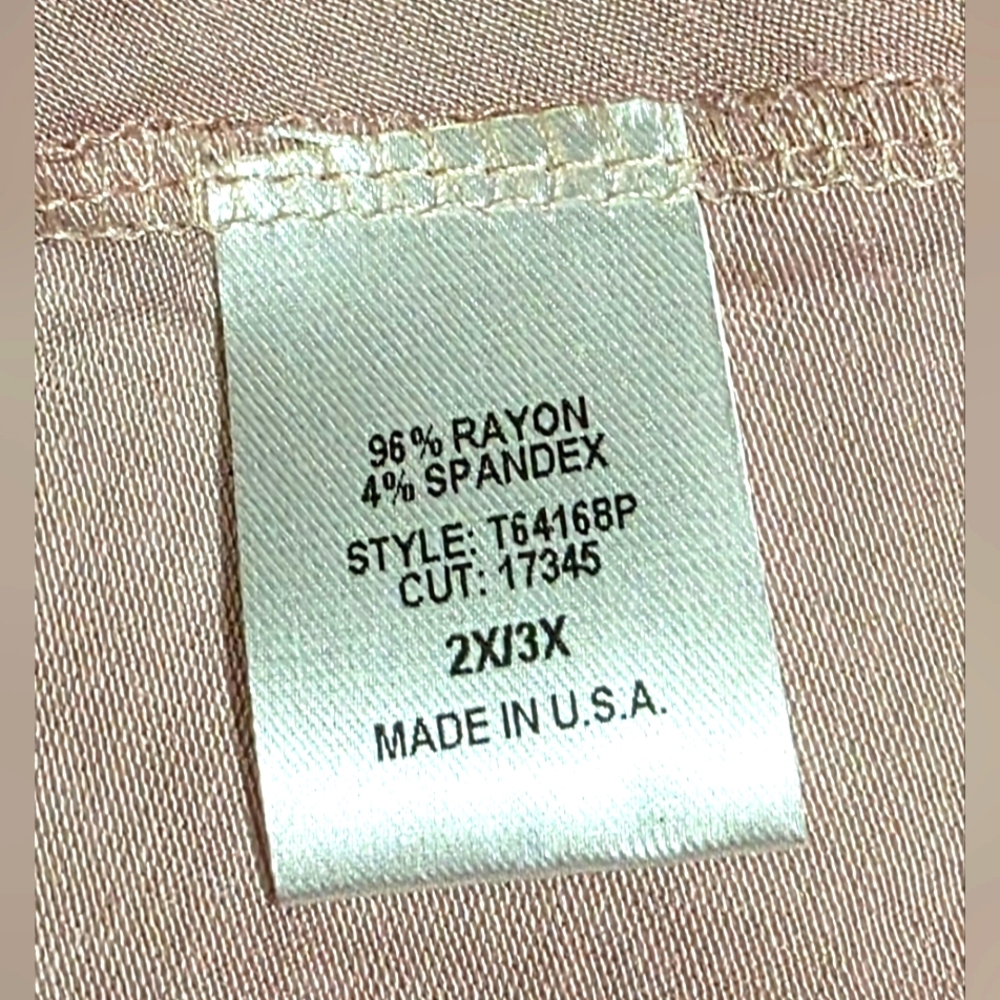 96% RAYON
4% SPANDEX
STYLE: T64168P
CUT: 17345
2X/3X
MADE IN U.S.A.